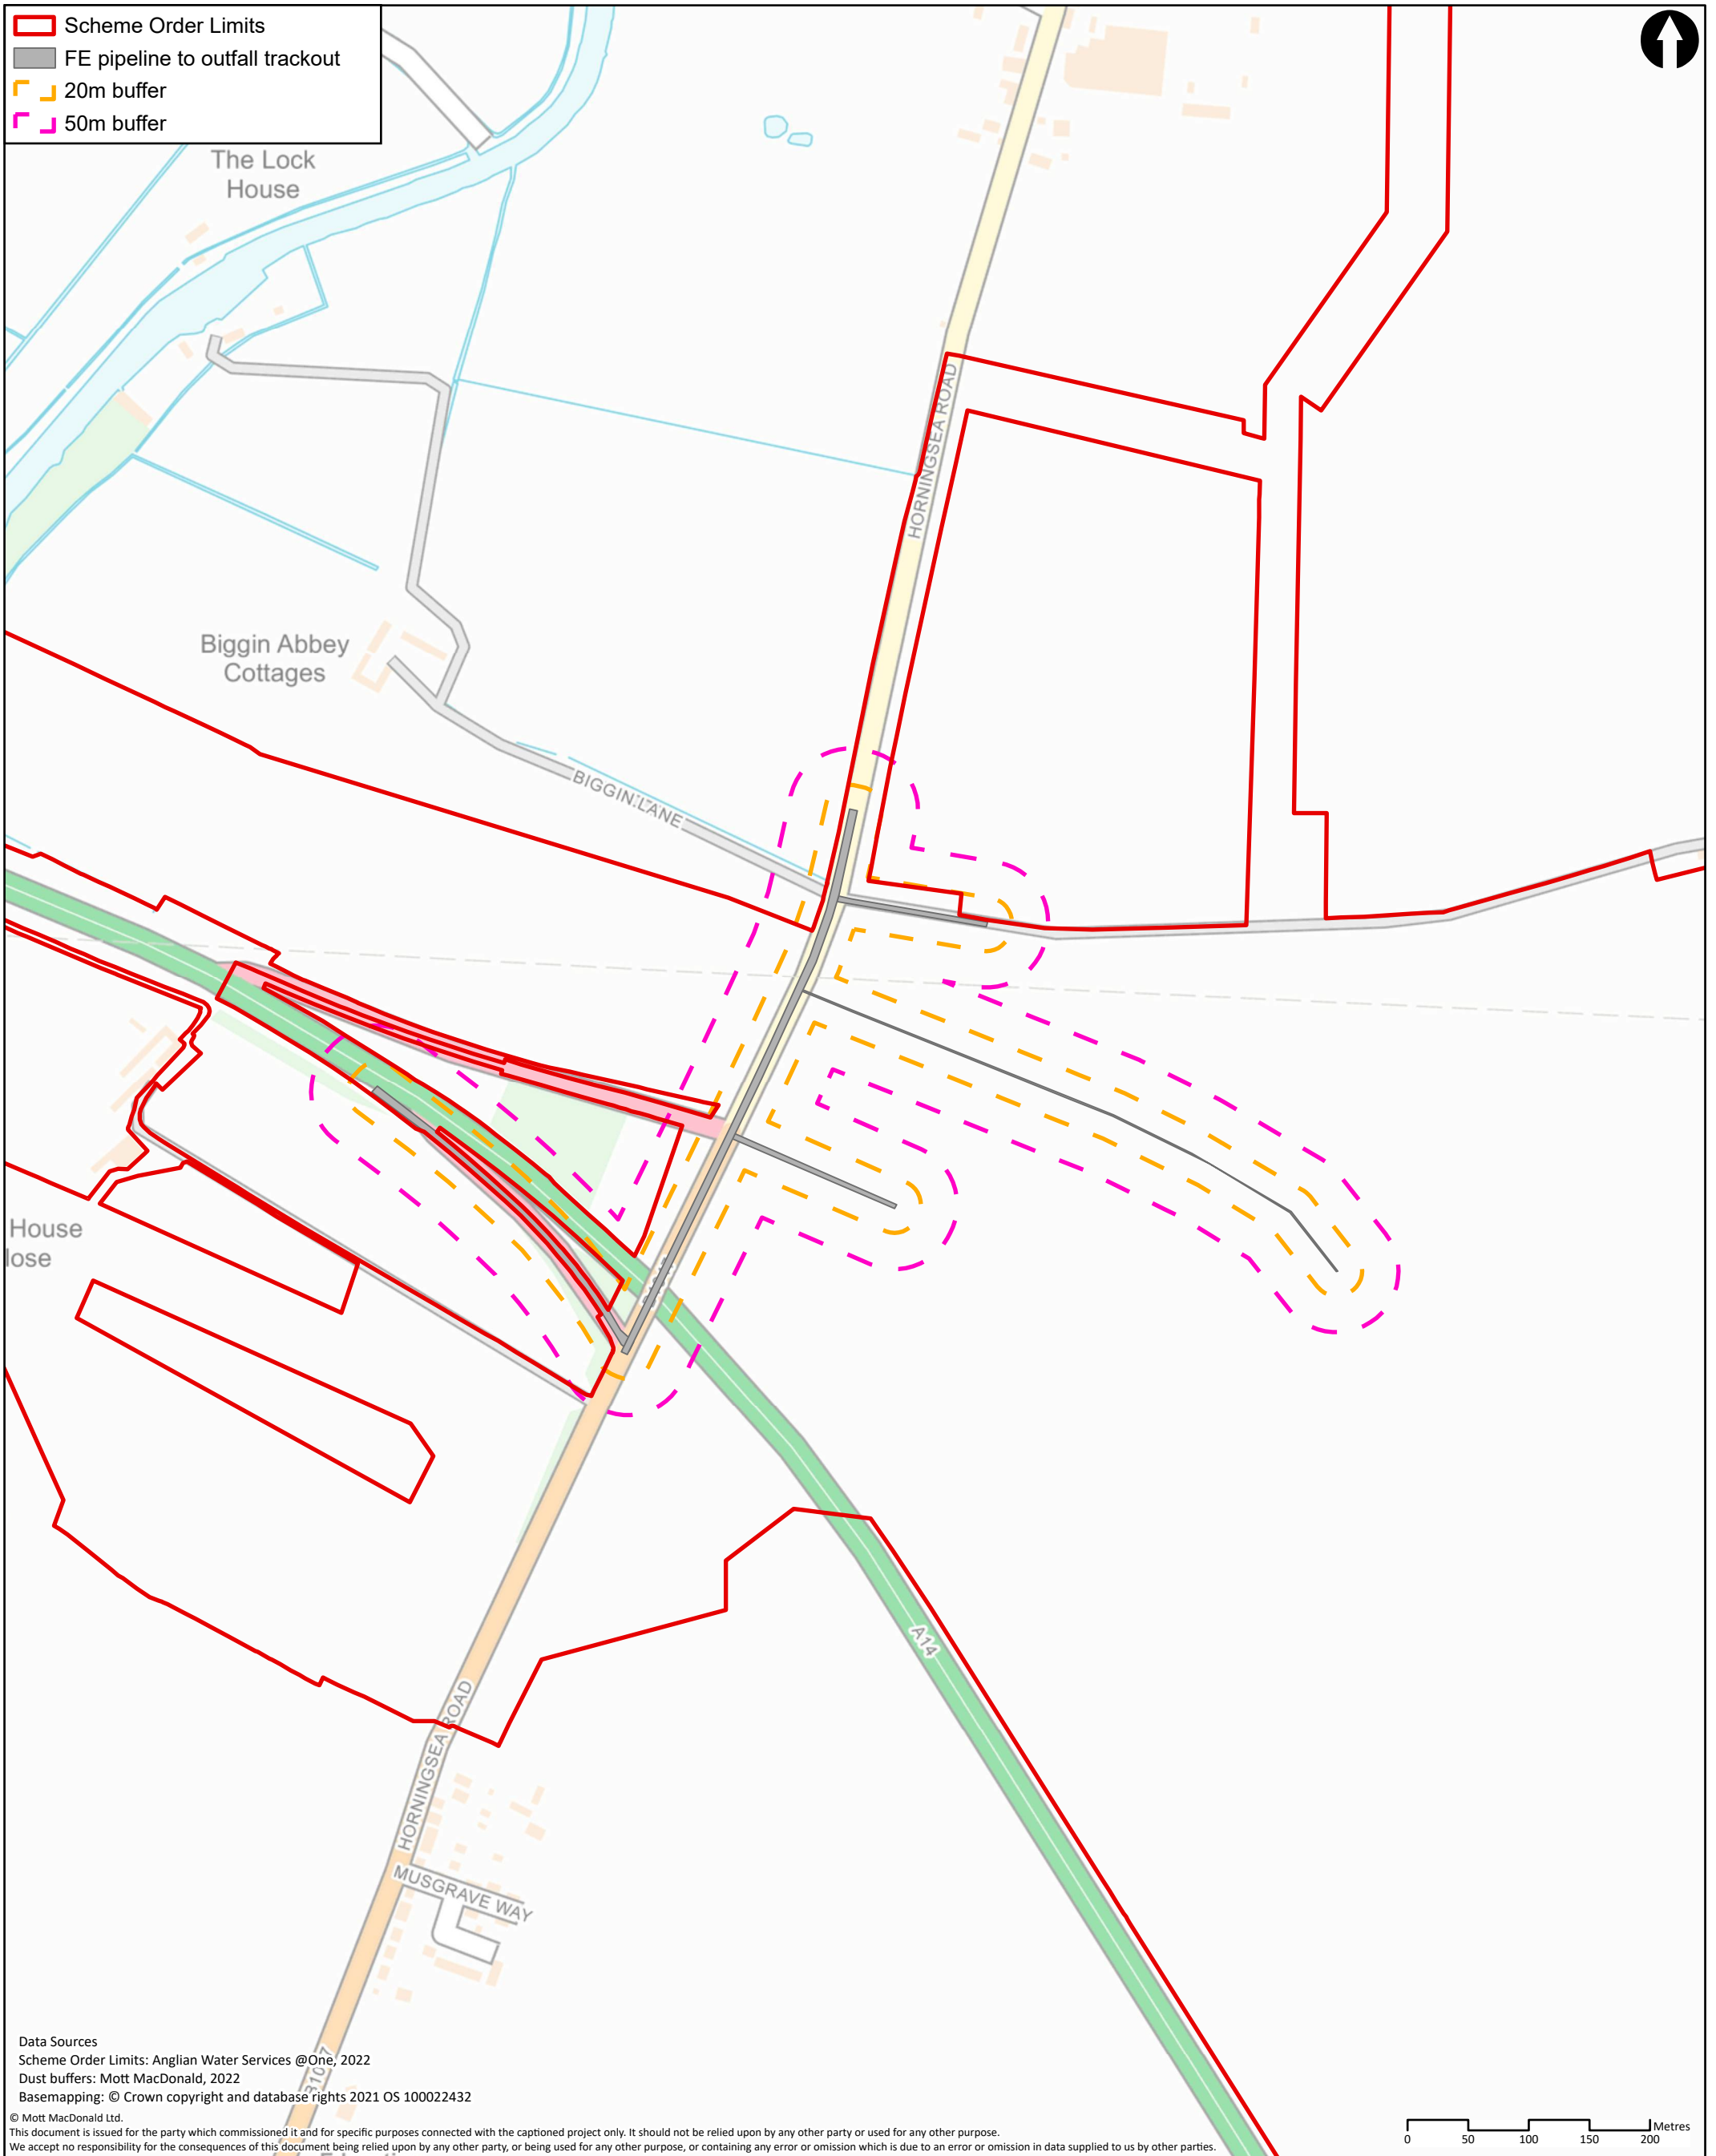 Scheme Order Limits
FE pipeline to outfall trackout
20m buffer
50m buffer
The Lock
House
HORNINGSEA ROAD
Biggin Abbey
Cottages
BIGGIN LANE
House
lose
A14
HORNINGSEA ROAD
MUSGRAVE WAY
Data Sources
Scheme Order Limits: Anglian Water Services @One, 2022
Dust buffers: Mott MacDonald, 2022
Basemapping: © Crown copyright and database rights 2021 OS 100022432
© Mott MacDonald Ltd.
This document is issued for the party which commissioned it and for specific purposes connected with the captioned project only. It should not be relied upon by any other party or used for any other purpose.
We accept no responsibility for the consequences of this document being relied upon by any other party, or being used for any other purpose, or containing any error or omission which is due to an error or omission in data supplied to us by other parties.
Metres
0 50 100 150 200